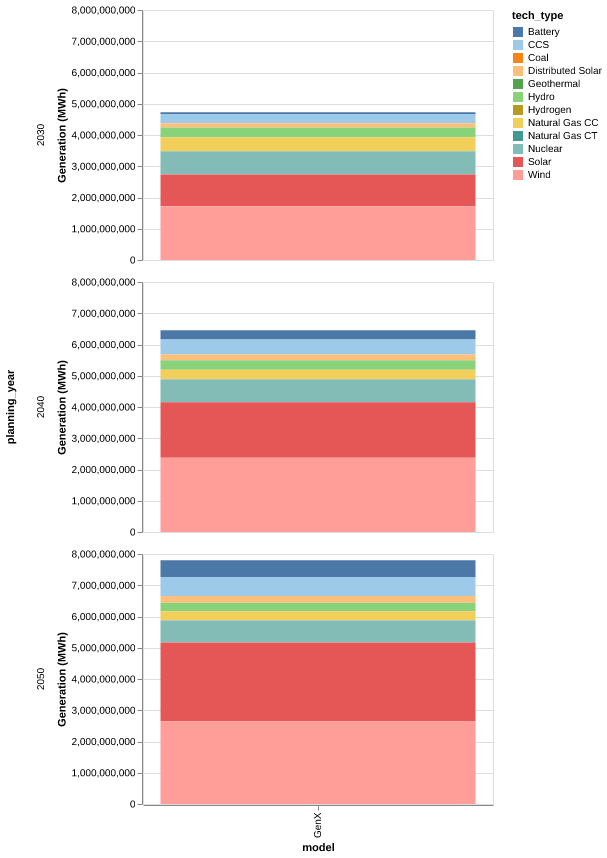 8,000,000,000
7,000,000,000
6,000,000,000
5,000,000,000
4,000,000,000
3,000,000,000
2,000,000,000
1,000,000,000
0
2030
Generation (MWh)
tech_type
Battery
CCS
Coal
Distributed Solar
Geothermal
Hydro
Hydrogen
Natural Gas CC
Natural Gas CT
Nuclear
Solar
Wind
planning_year
8,000,000,000
7,000,000,000
6,000,000,000
5,000,000,000
4,000,000,000
3,000,000,000
2,000,000,000
1,000,000,000
0
2040
Generation (MWh)
8,000,000,000
7,000,000,000
6,000,000,000
5,000,000,000
4,000,000,000
3,000,000,000
2,000,000,000
1,000,000,000
0
2050
Generation (MWh)
GenX
model